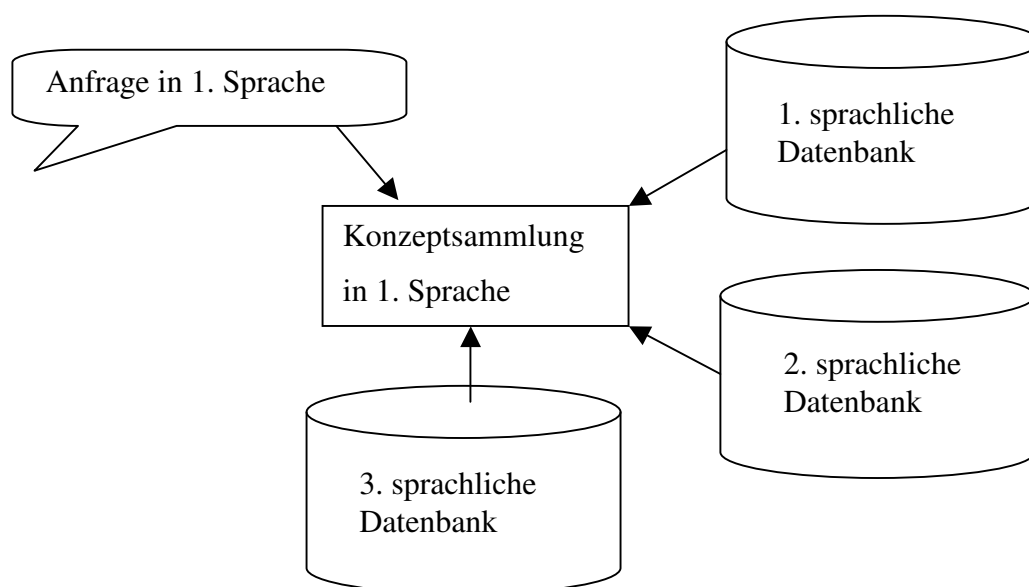 Anfrage in 1. Sprache
1. sprachliche
Datenbank
Konzeptsammlung
in 1. Sprache
2. sprachliche
Datenbank
3. sprachliche
Datenbank